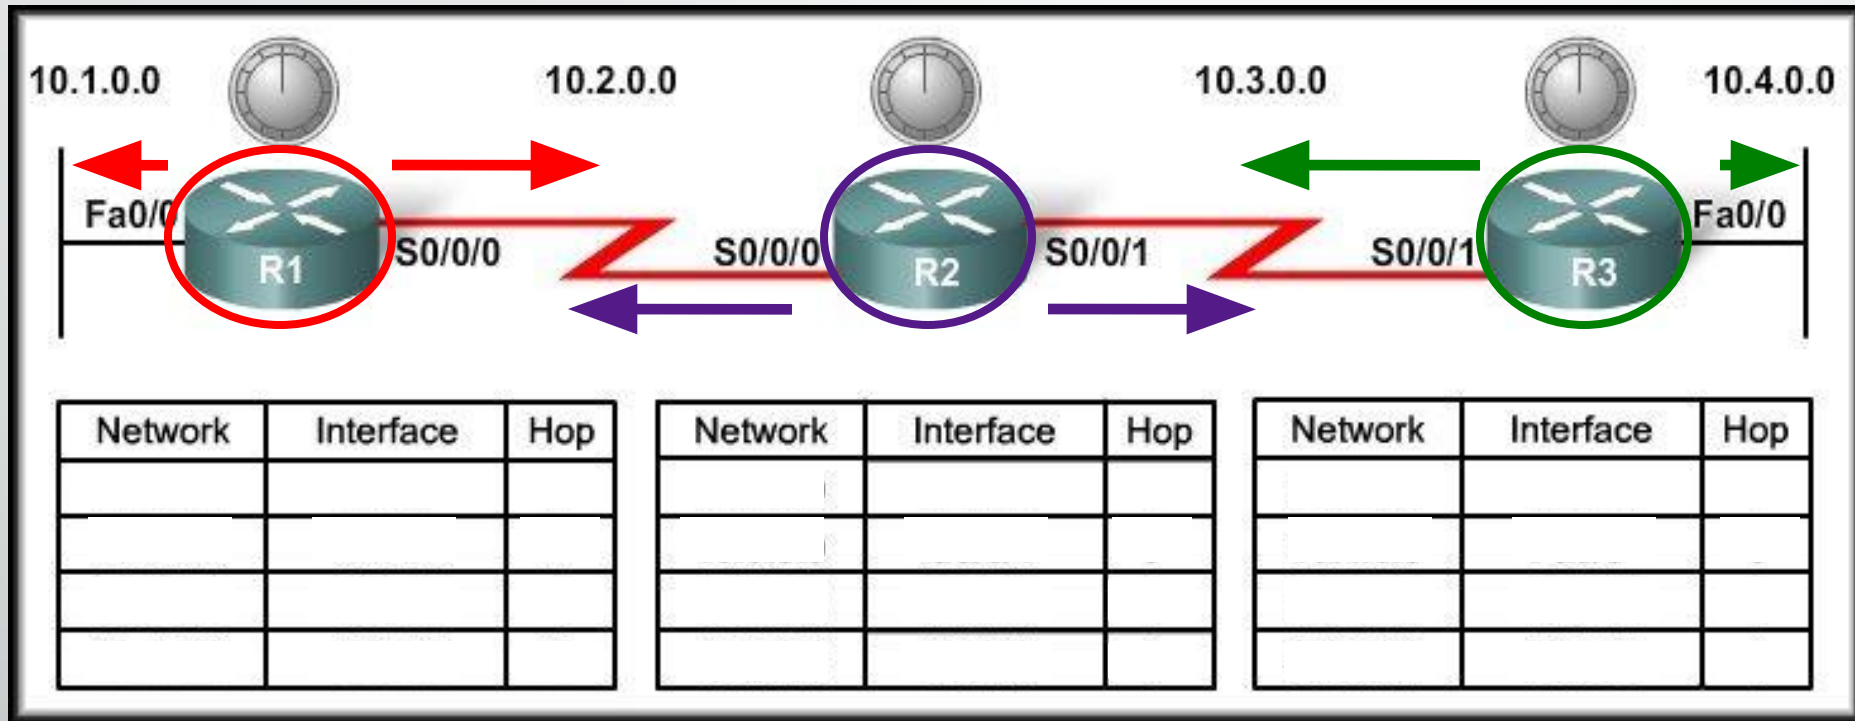 10.1.0.0 10.2.0.0 10.3.0.0 10.4.0.0
Fa0/0 S0/0/0 S0/0/0 S0/0/1 S0/0/1 Fa0/0
R1 R2 R3
Network Interface Hop Network Interface Hop Network Interface Hop